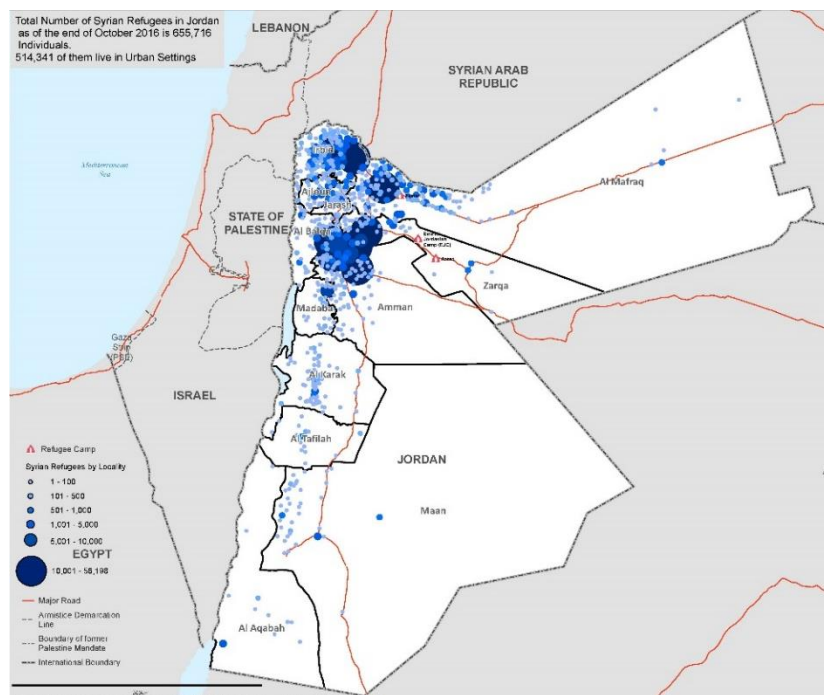 Total Number of Syrian Refugees in Jordan
as of the end of October 2016 is 655,716
Individuals.
514,341 of them live in Urban Settings
LEBANON
SYRIAN ARAB
REPUBLIC
Mediterranean
Sea
Irbid
Al Mafraq
Ajloun
Jarash
STATE OF
PALESTINE
Al Balqa
Zarqa
Madaba
Amman
Gaza
Strip
Al Karak
ISRAEL
Al Tafilah
JORDAN
Refugee Camp
Syrian Refugees by Locality
1 - 100
101 - 500
501 - 1,000
1,001 - 5,000
5,001 - 10,000
EGYPT
10,001 - 56,196
Maan
Major Road
Armistice Demarcation
Line
Boundary of former
Palestine Mandate
International Boundary
Al Aqabah